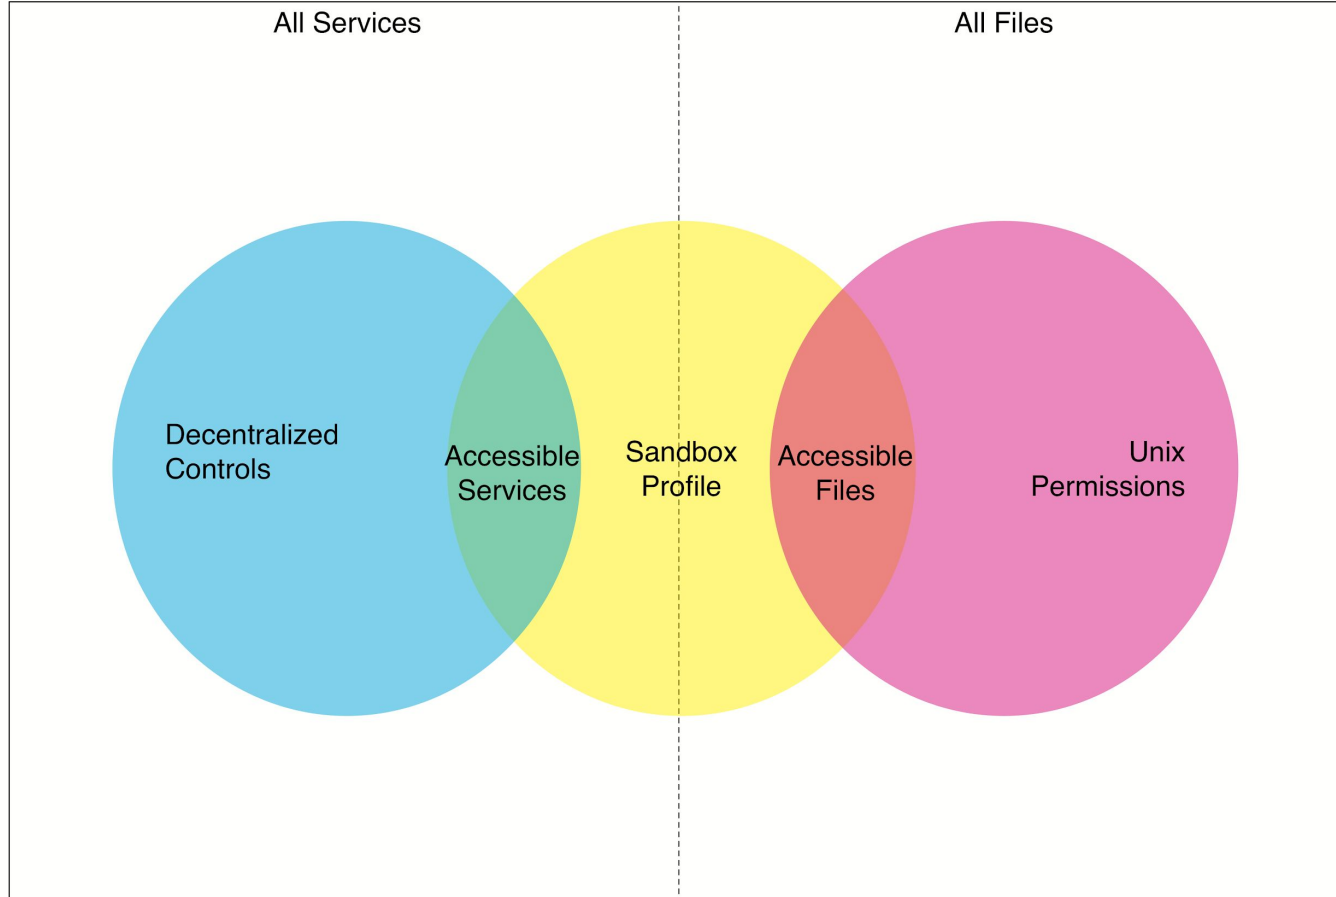 All Services
All Files
Decentralized
Controls
Accessible
Services
Sandbox
Profile
Accessible
Files
Unix
Permissions